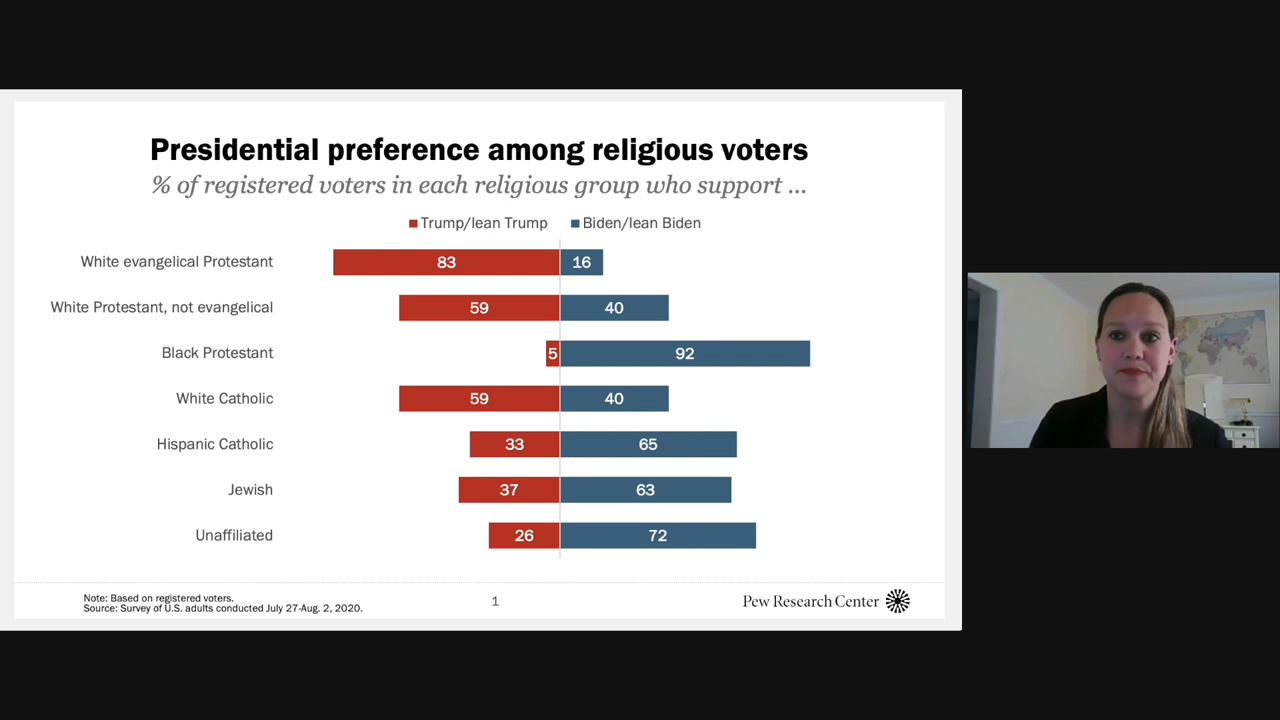 Presidential preference among religious voters
% of registered voters in each religious group who support ...
Trump/lean Trump Biden/lean Biden
White evangelical Protestant 83 16
White Protestant, not evangelical 59 40
Black Protestant 5 92
White Catholic 59 40
Hispanic Catholic 33 65
Jewish 37 63
Unaffiliated 26 72
Note: Based on registered voters.
Source: Survey of U.S. adults conducted July 27-Aug. 2, 2020.
1
Pew Research Center